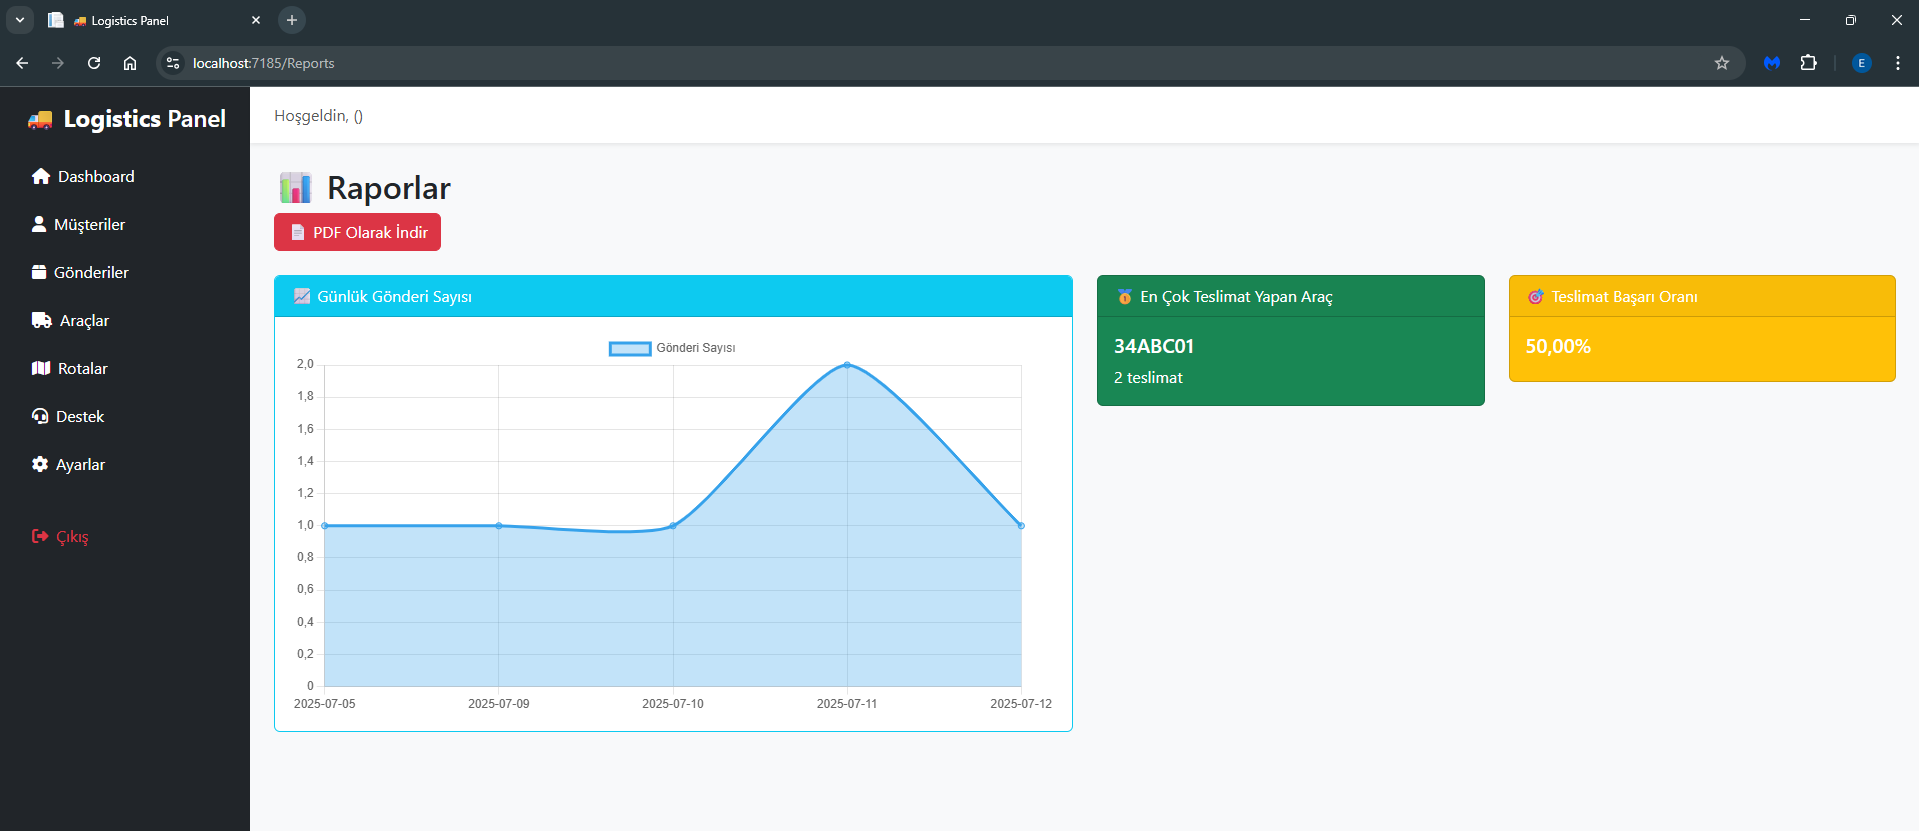 Logistics Panel
localhost:7185/Reports
E
Logistics Panel
Hoşgeldin, ()
Dashboard
Müşteriler
Gönderiler
Araçlar
Rotalar
Destek
Ayarlar
Çıkış
Raporlar
PDF Olarak İndir
Günlük Gönderi Sayısı
Gönderi Sayısı
2,0
1,8
1,6
1,4
1,2
1,0
0,8
0,6
0,4
0,2
0
2025-07-05 2025-07-09 2025-07-10 2025-07-11 2025-07-12
En Çok Teslimat Yapan Araç
34ABC01
2 teslimat
Teslimat Başarı Oranı
50,00%